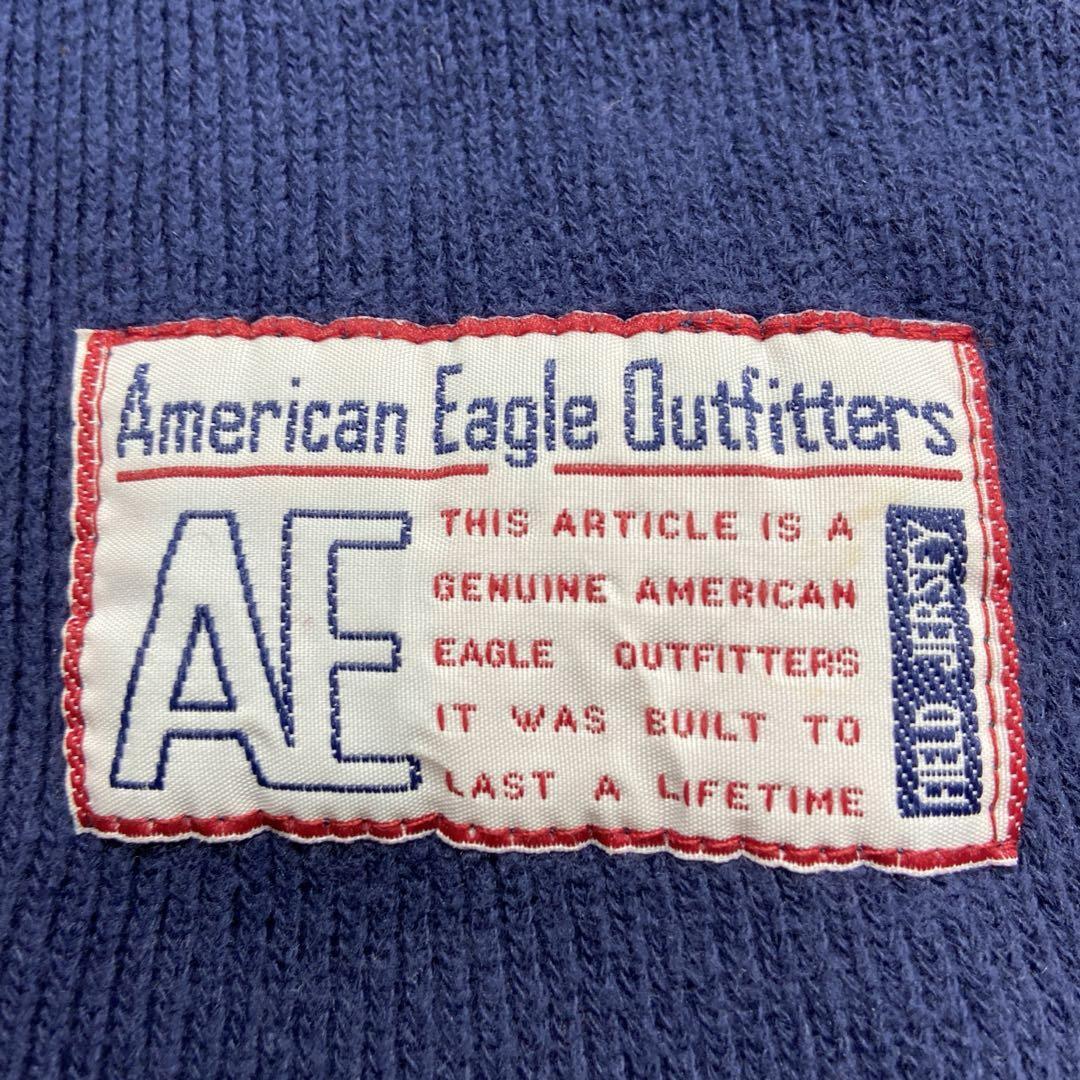 American Eagle Outfitters
AE
THIS ARTICLE IS A
GENUINE AMERICAN
EAGLE OUTFITTERS
IT WAS BUILT TO
LAST A LIFETIME
FIELD JERSEY